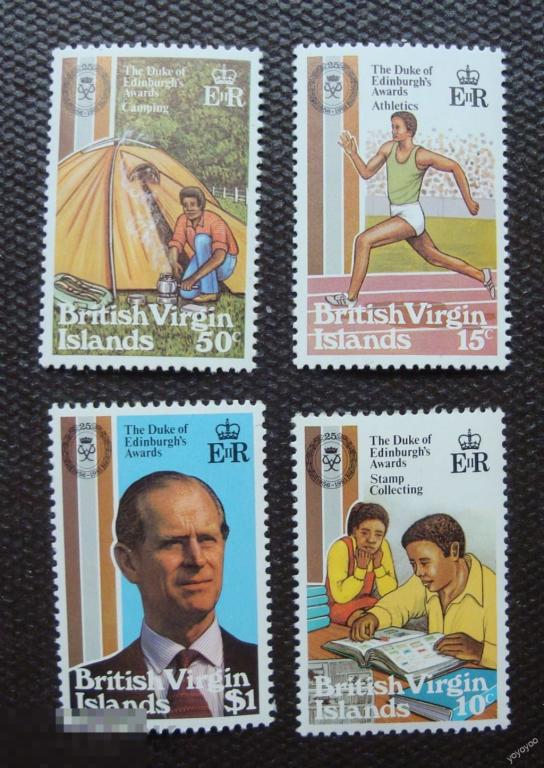 The Duke of
Edinburgh's
Awards
Camping
EIIR
British Virgin
Islands 50c
The Duke of
Edinburgh's
Awards
Athletics
EIIR
British Virgin
Islands 15c
The Duke of
Edinburgh's
Awards
EIIR
British Virgin
Islands $1
The Duke of
Edinburgh's
Awards
Stamp
Collecting
EIIR
British Virgin
Islands 10c
yoyoyoo